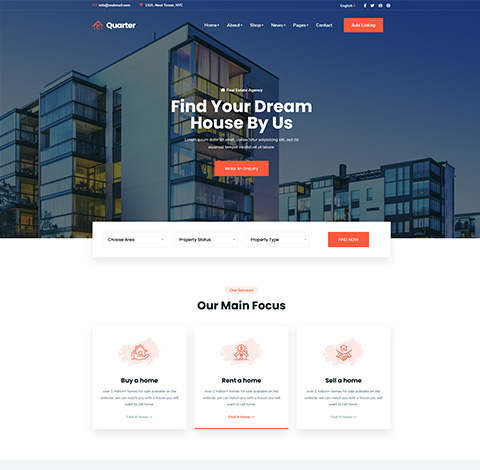 info@webmail.com
15/A, Nest Tower, NYC
English
Quarter
Home+ About+ Shop+ News+ Pages+ Contact
Add Listing
Real Estate Agency
Find Your Dream
House By Us
Lorem ipsum dolor sit amet, consectetur adipisicing elit, sed do
eiusmod tempor incididunt ut labore
Make An Enquiry
Choose Area
Property Status
Property Type
FIND NOW
Our Services
Our Main Focus
Buy a home
over 1 million+ homes for sale available on the
website, we can match you with a house you will
want to call home.
Find A Home
Rent a home
over 1 million+ homes for sale available on the
website, we can match you with a house you will
want to call home.
Find A Home
Sell a home
over 1 million+ homes for sale available on the
website, we can match you with a house you will
want to call home.
Find A Home